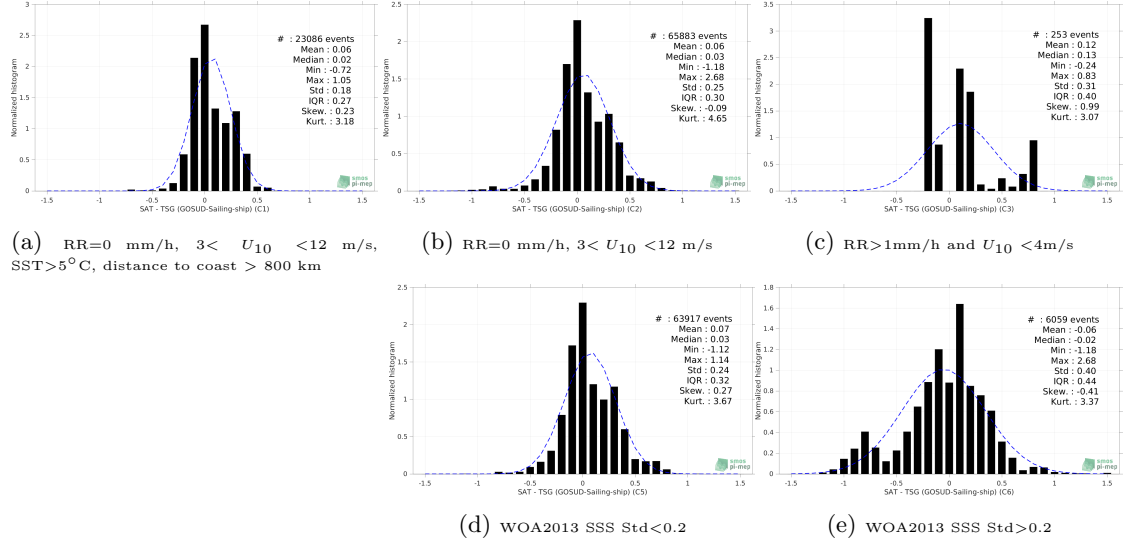 3
2.5
2
1.5
1
0.5
0
Normalized histogram
# : 23086 events
Mean : 0.06
Median : 0.02
Min : -0.72
Max : 1.05
Std : 0.18
IQR : 0.27
Skew. : 0.23
Kurt. : 3.18
smos
pi-mep
-1.5 -1 -0.5 0 0.5 1 1.5
SAT - TSG (GOSUD-Sailing-ship) (C1)
(a) RR=0 mm/h, 3< U10 <12 m/s,
SST>5°C, distance to coast > 800 km
2.5
2
1.5
1
0.5
0
Normalized histogram
# : 65883 events
Mean : 0.06
Median : 0.03
Min : -1.18
Max : 2.68
Std : 0.25
IQR : 0.30
Skew. : -0.09
Kurt. : 4.65
smos
pi-mep
-1.5 -1 -0.5 0 0.5 1 1.5
SAT - TSG (GOSUD-Sailing-ship) (C2)
(b) RR=0 mm/h, 3< U10 <12 m/s
3.5
3
2.5
2
1.5
1
0.5
0
Normalized histogram
# : 253 events
Mean : 0.12
Median : 0.13
Min : -0.24
Max : 0.83
Std : 0.31
IQR : 0.40
Skew. : 0.99
Kurt. : 3.07
smos
pi-mep
-1.5 -1 -0.5 0 0.5 1 1.5
SAT - TSG (GOSUD-Sailing-ship) (C3)
(c) RR>1mm/h and U10 <4m/s
2.5
2
1.5
1
0.5
0
Normalized histogram
# : 63917 events
Mean : 0.07
Median : 0.03
Min : -1.12
Max : 1.14
Std : 0.24
IQR : 0.32
Skew. : 0.27
Kurt. : 3.67
smos
pi-mep
-1.5 -1 -0.5 0 0.5 1 1.5
SAT - TSG (GOSUD-Sailing-ship) (C5)
(d) WOA2013 SSS Std<0.2
1.8
1.6
1.4
1.2
1
0.8
0.6
0.4
0.2
0
Normalized histogram
# : 6059 events
Mean : -0.06
Median : -0.02
Min : -1.18
Max : 2.68
Std : 0.40
IQR : 0.44
Skew. : -0.41
Kurt. : 3.37
smos
pi-mep
-1.5 -1 -0.5 0 0.5 1 1.5
SAT - TSG (GOSUD-Sailing-ship) (C6)
(e) WOA2013 SSS Std>0.2